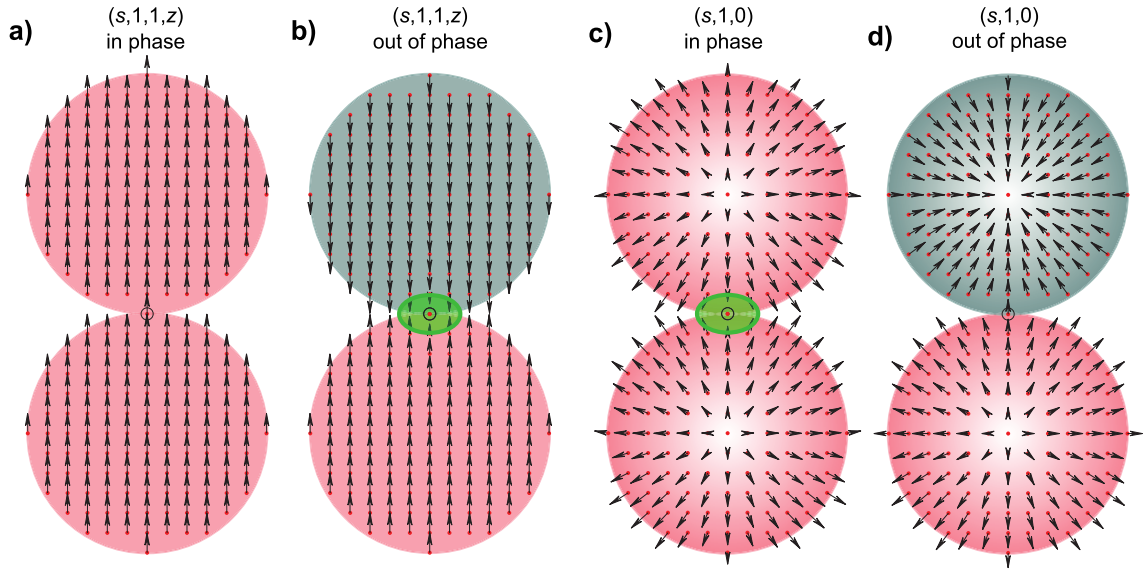 a)
(s,1,1,z)
in phase
b)
(s,1,1,z)
out of phase
c)
(s,1,0)
in phase
d)
(s,1,0)
out of phase